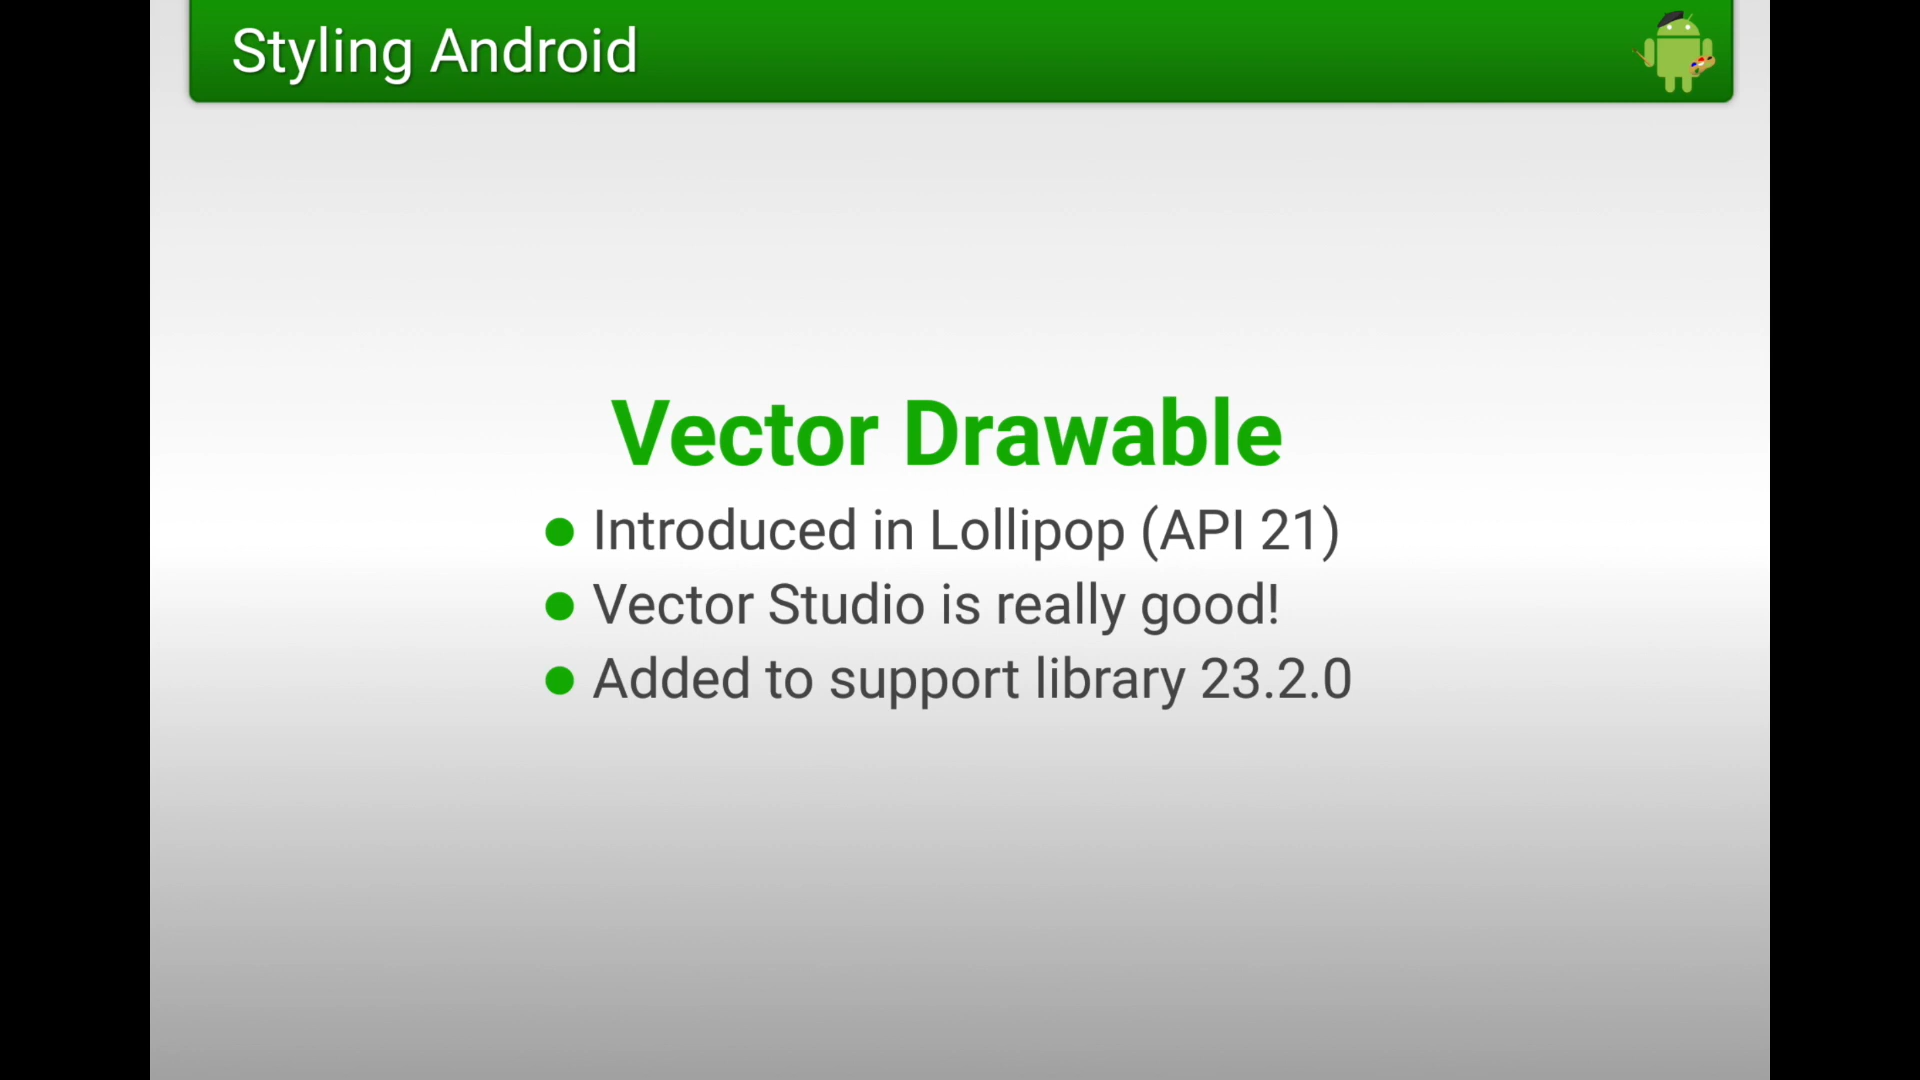 Styling Android
Vector Drawable
Introduced in Lollipop (API 21)
Vector Studio is really good!
Added to support library 23.2.0